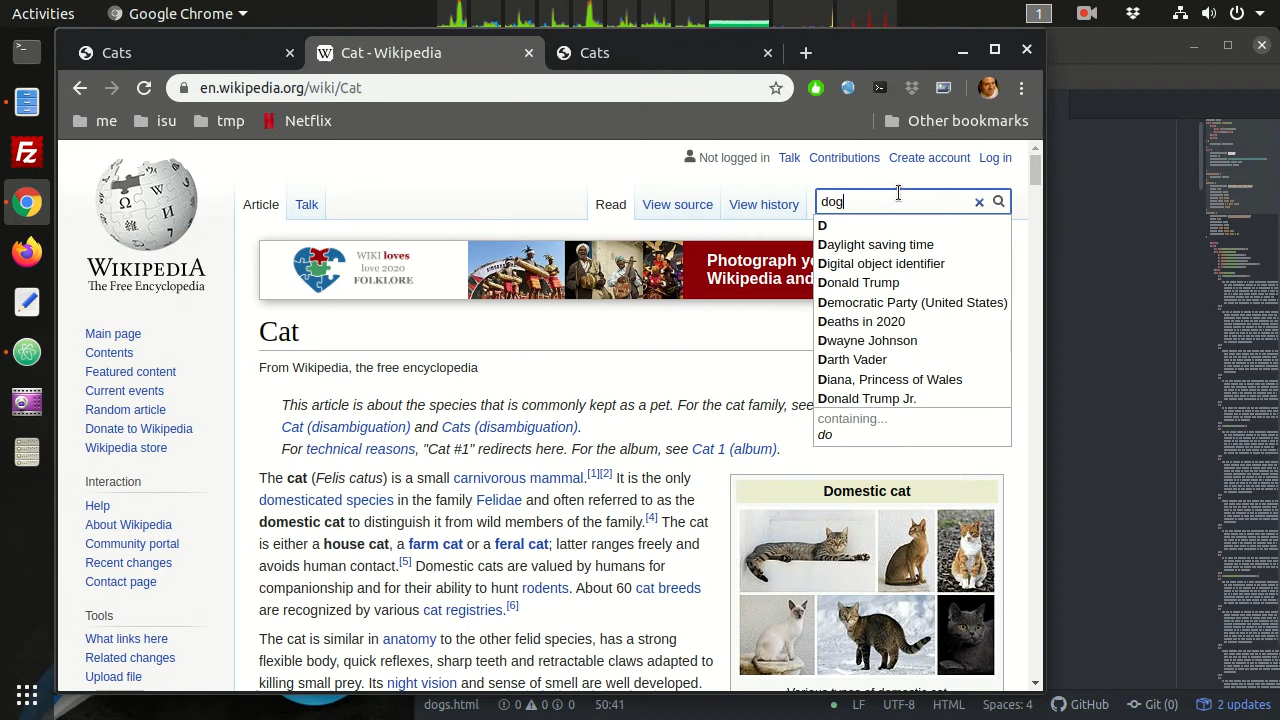 Activities
Google Chrome
1
Cats
Cat - Wikipedia
Cats
en.wikipedia.org/wiki/Cat
me
isu
tmp
Netflix
Other bookmarks
Not logged in Talk Contributions Create account Log in
Article Talk Read View source View history
dog
D
Daylight saving time
Digital object identifier
Donald Trump
Democratic Party (United States)
Deaths in 2020
Dwayne Johnson
Darth Vader
Diana, Princess of Wales
Donald Trump Jr.
containing...
do
WIKIPEDIA
The Free Encyclopedia
WIKI loves
love 2020
FOLKLORE
Photograph yo
Wikipedia and
Main page
Contents
Featured content
Current events
Random article
Donate to Wikipedia
Wikipedia store
Interaction
Help
About Wikipedia
Community portal
Recent changes
Contact page
Tools
What links here
Related changes
Upload file
Cat
From Wikipedia, the free encyclopedia
This article is about the species that is commonly kept as a pet. For the cat family, see
Cat (disambiguation) and Cats (disambiguation).
For technical reasons, "Cat #1" redirects here. For the album, see Cat 1 (album).
The cat (Felis catus) is a small carnivorous mammal.[1][2] It is the only
domesticated species in the family Felidae and often referred to as the
domestic cat to distinguish it from wild members of the family.[4] The cat
is either a house cat, a farm cat or a feral cat; latter ranges freely and
avoids human contact.[5] Domestic cats are valued by humans for
companionship and their ability to hunt rodents. About 60 cat breeds
are recognized by various cat registries.[6]
The cat is similar in anatomy to the other felid species, has a strong
flexible body, quick reflexes, sharp teeth and retractable claws adapted to
killing small prey. Its night vision and sense of smell are well developed
Domestic cat
dogs.html
0
0
0
50:41
LF
UTF-8
HTML
Spaces: 4
GitHub
Git (0)
2 updates